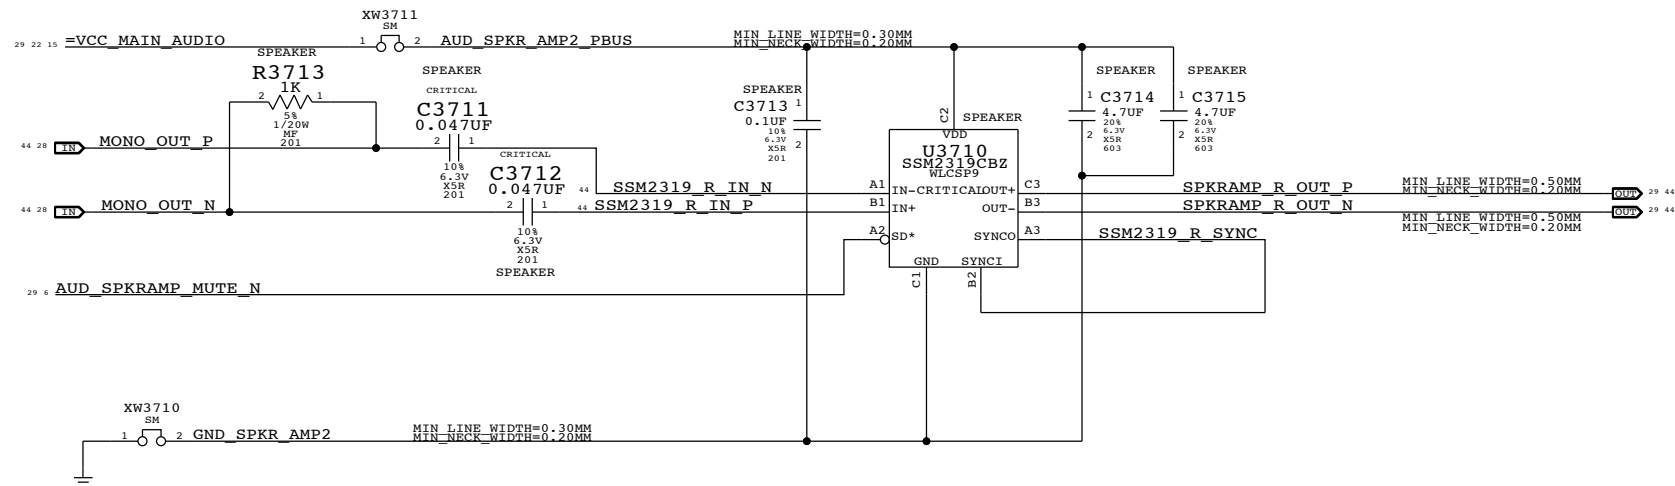 XW3711
SM
29 22 15 =VCC_MAIN_AUDIO 1 2 AUD_SPKR_AMP2_PBUS
MIN_LINE_WIDTH=0.30MM
MIN_NECK_WIDTH=0.20MM
SPEAKER
R3713
1K
2 1
5%
1/20W
MF
201
SPEAKER
CRITICAL
C3711
0.047UF
2 1
10%
6.3V
X5R
201
44 28 IN MONO_OUT_P
CRITICAL
C3712
0.047UF
2 1
10%
6.3V
X5R
201
SPEAKER
44 28 IN MONO_OUT_N
44 SSM2319_R_IN_N
44 SSM2319_R_IN_P
SPEAKER
C3713 1
0.1UF
10%
6.3V
X5R
201
2
C2
SPEAKER
VDD
U3710
SSM2319CBZ
WLCSP9
A1 IN- CRITICAL OUT+ C3
B1 IN+ OUT- B3
A2 SD* SYNCO A3
GND SYNCI
C1 B2
SPEAKER
1 C3714
4.7UF
20%
6.3V
X5R
603
2
SPEAKER
1 C3715
4.7UF
20%
6.3V
X5R
603
2
SPKRAMP_R_OUT_P
MIN_LINE_WIDTH=0.50MM
MIN_NECK_WIDTH=0.20MM
OUT 29 44
SPKRAMP_R_OUT_N
OUT 29 44
MIN_LINE_WIDTH=0.50MM
MIN_NECK_WIDTH=0.20MM
SSM2319_R_SYNC
29 6 AUD_SPKRAMP_MUTE_N
XW3710
SM
1 2 GND_SPKR_AMP2
MIN_LINE_WIDTH=0.30MM
MIN_NECK_WIDTH=0.20MM